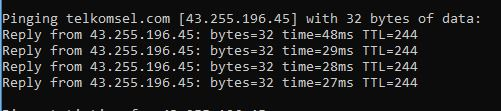 Pinging telkomsel.com [43.255.196.45] with 32 bytes of data:
Reply from 43.255.196.45: bytes=32 time=48ms TTL=244
Reply from 43.255.196.45: bytes=32 time=29ms TTL=244
Reply from 43.255.196.45: bytes=32 time=28ms TTL=244
Reply from 43.255.196.45: bytes=32 time=27ms TTL=244